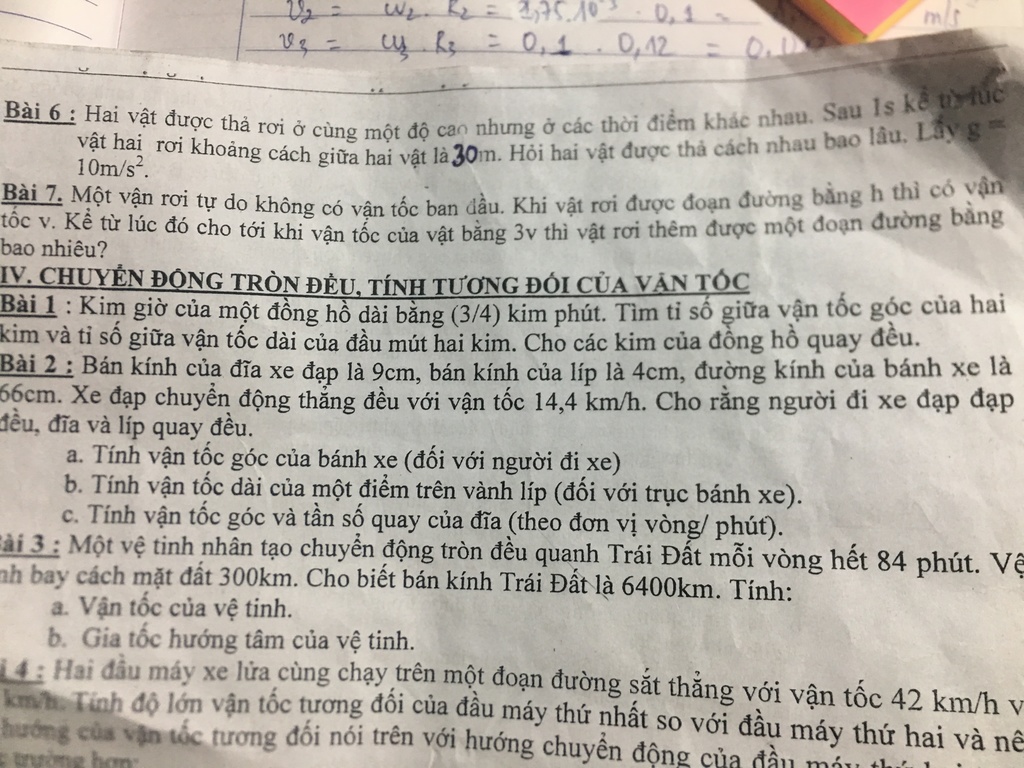 v₂ = ω₂. R₂ = 1,75.10⁻³ . 0,1 =
m/s
v₃ = ω₃ . R₃ = 0,1 . 0,12 = 0,
Bài 6 : Hai vật được thả rơi ở cùng một độ cao nhưng ở các thời điểm khác nhau. Sau 1s kể từ lúc
vật hai rơi khoảng cách giữa hai vật là 30m. Hỏi hai vật được thả cách nhau bao lâu. Lấy g =
10m/s².
Bài 7. Một vận rơi tự do không có vận tốc ban đầu. Khi vật rơi được đoạn đường bằng h thì có vận
tốc v. Kể từ lúc đó cho tới khi vận tốc của vật bằng 3v thì vật rơi thêm được một đoạn đường bằng
bao nhiêu?
IV. CHUYỂN ĐỘNG TRÒN ĐỀU, TÍNH TƯƠNG ĐỐI CỦA VẬN TỐC
Bài 1 : Kim giờ của một đồng hồ dài bằng (3/4) kim phút. Tìm tỉ số giữa vận tốc góc của hai
kim và tỉ số giữa vận tốc dài của đầu mút hai kim. Cho các kim của đồng hồ quay đều.
Bài 2 : Bán kính của đĩa xe đạp là 9cm, bán kính của líp là 4cm, đường kính của bánh xe là
66cm. Xe đạp chuyển động thẳng đều với vận tốc 14,4 km/h. Cho rằng người đi xe đạp đạp
đều, đĩa và líp quay đều.
a. Tính vận tốc góc của bánh xe (đối với người đi xe)
b. Tính vận tốc dài của một điểm trên vành líp (đối với trục bánh xe).
c. Tính vận tốc góc và tần số quay của đĩa (theo đơn vị vòng/ phút).
ài 3 : Một vệ tinh nhân tạo chuyển động tròn đều quanh Trái Đất mỗi vòng hết 84 phút. Vệ
nh bay cách mặt đất 300km. Cho biết bán kính Trái Đất là 6400km. Tính:
a. Vận tốc của vệ tinh.
b. Gia tốc hướng tâm của vệ tinh.
i 4 : Hai đầu máy xe lửa cùng chạy trên một đoạn đường sắt thẳng với vận tốc 42 km/h v
km/h. Tính độ lớn vận tốc tương đối của đầu máy thứ nhất so với đầu máy thứ hai và nê
hướng của vận tốc tương đối nói trên với hướng chuyển động của đầu máy
trường hợp: